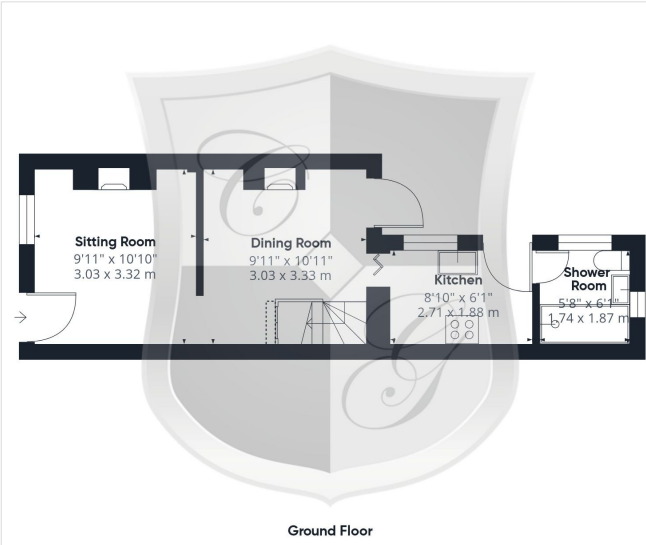 Sitting Room
9'11" x 10'10"
3.03 x 3.32 m
Dining Room
9'11" x 10'11"
3.03 x 3.33 m
Kitchen
8'10" x 6'1"
2.71 x 1.88 m
Shower
Room
5'8" x 6'1"
1.74 x 1.87 m
Ground Floor